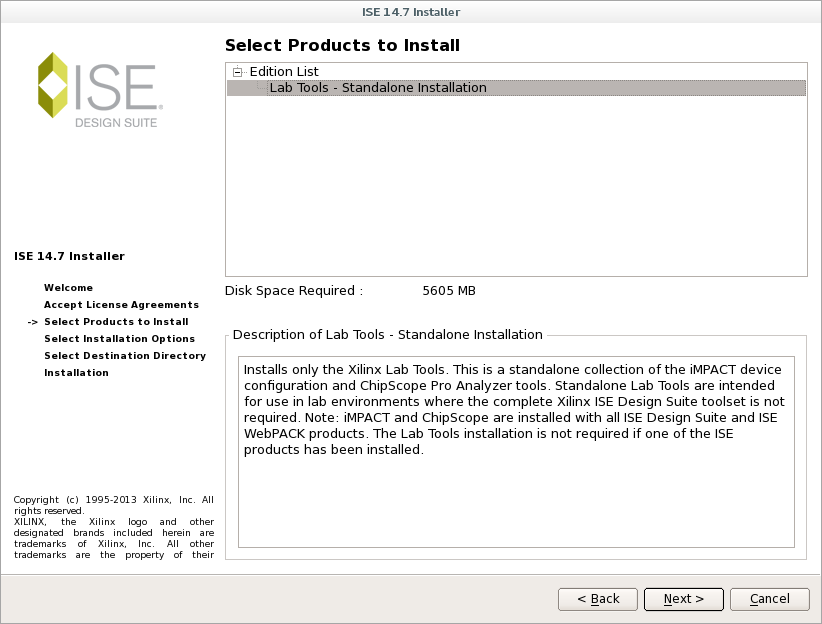 ISE 14.7 Installer
ISE
DESIGN SUITE
Select Products to Install
Edition List
Lab Tools - Standalone Installation
Disk Space Required : 5605 MB
ISE 14.7 Installer
Welcome
Accept License Agreements
-> Select Products to Install
Select Installation Options
Select Destination Directory
Installation
Description of Lab Tools - Standalone Installation
Installs only the Xilinx Lab Tools. This is a standalone collection of the iMPACT device
configuration and ChipScope Pro Analyzer tools. Standalone Lab Tools are intended
for use in lab environments where the complete Xilinx ISE Design Suite toolset is not
required. Note: iMPACT and ChipScope are installed with all ISE Design Suite and ISE
WebPACK products. The Lab Tools installation is not required if one of the ISE
products has been installed.
Copyright (c) 1995-2013 Xilinx, Inc. All
rights reserved.
XILINX, the Xilinx logo and other
designated brands included herein are
trademarks of Xilinx, Inc. All other
trademarks are the property of their
< Back
Next >
Cancel